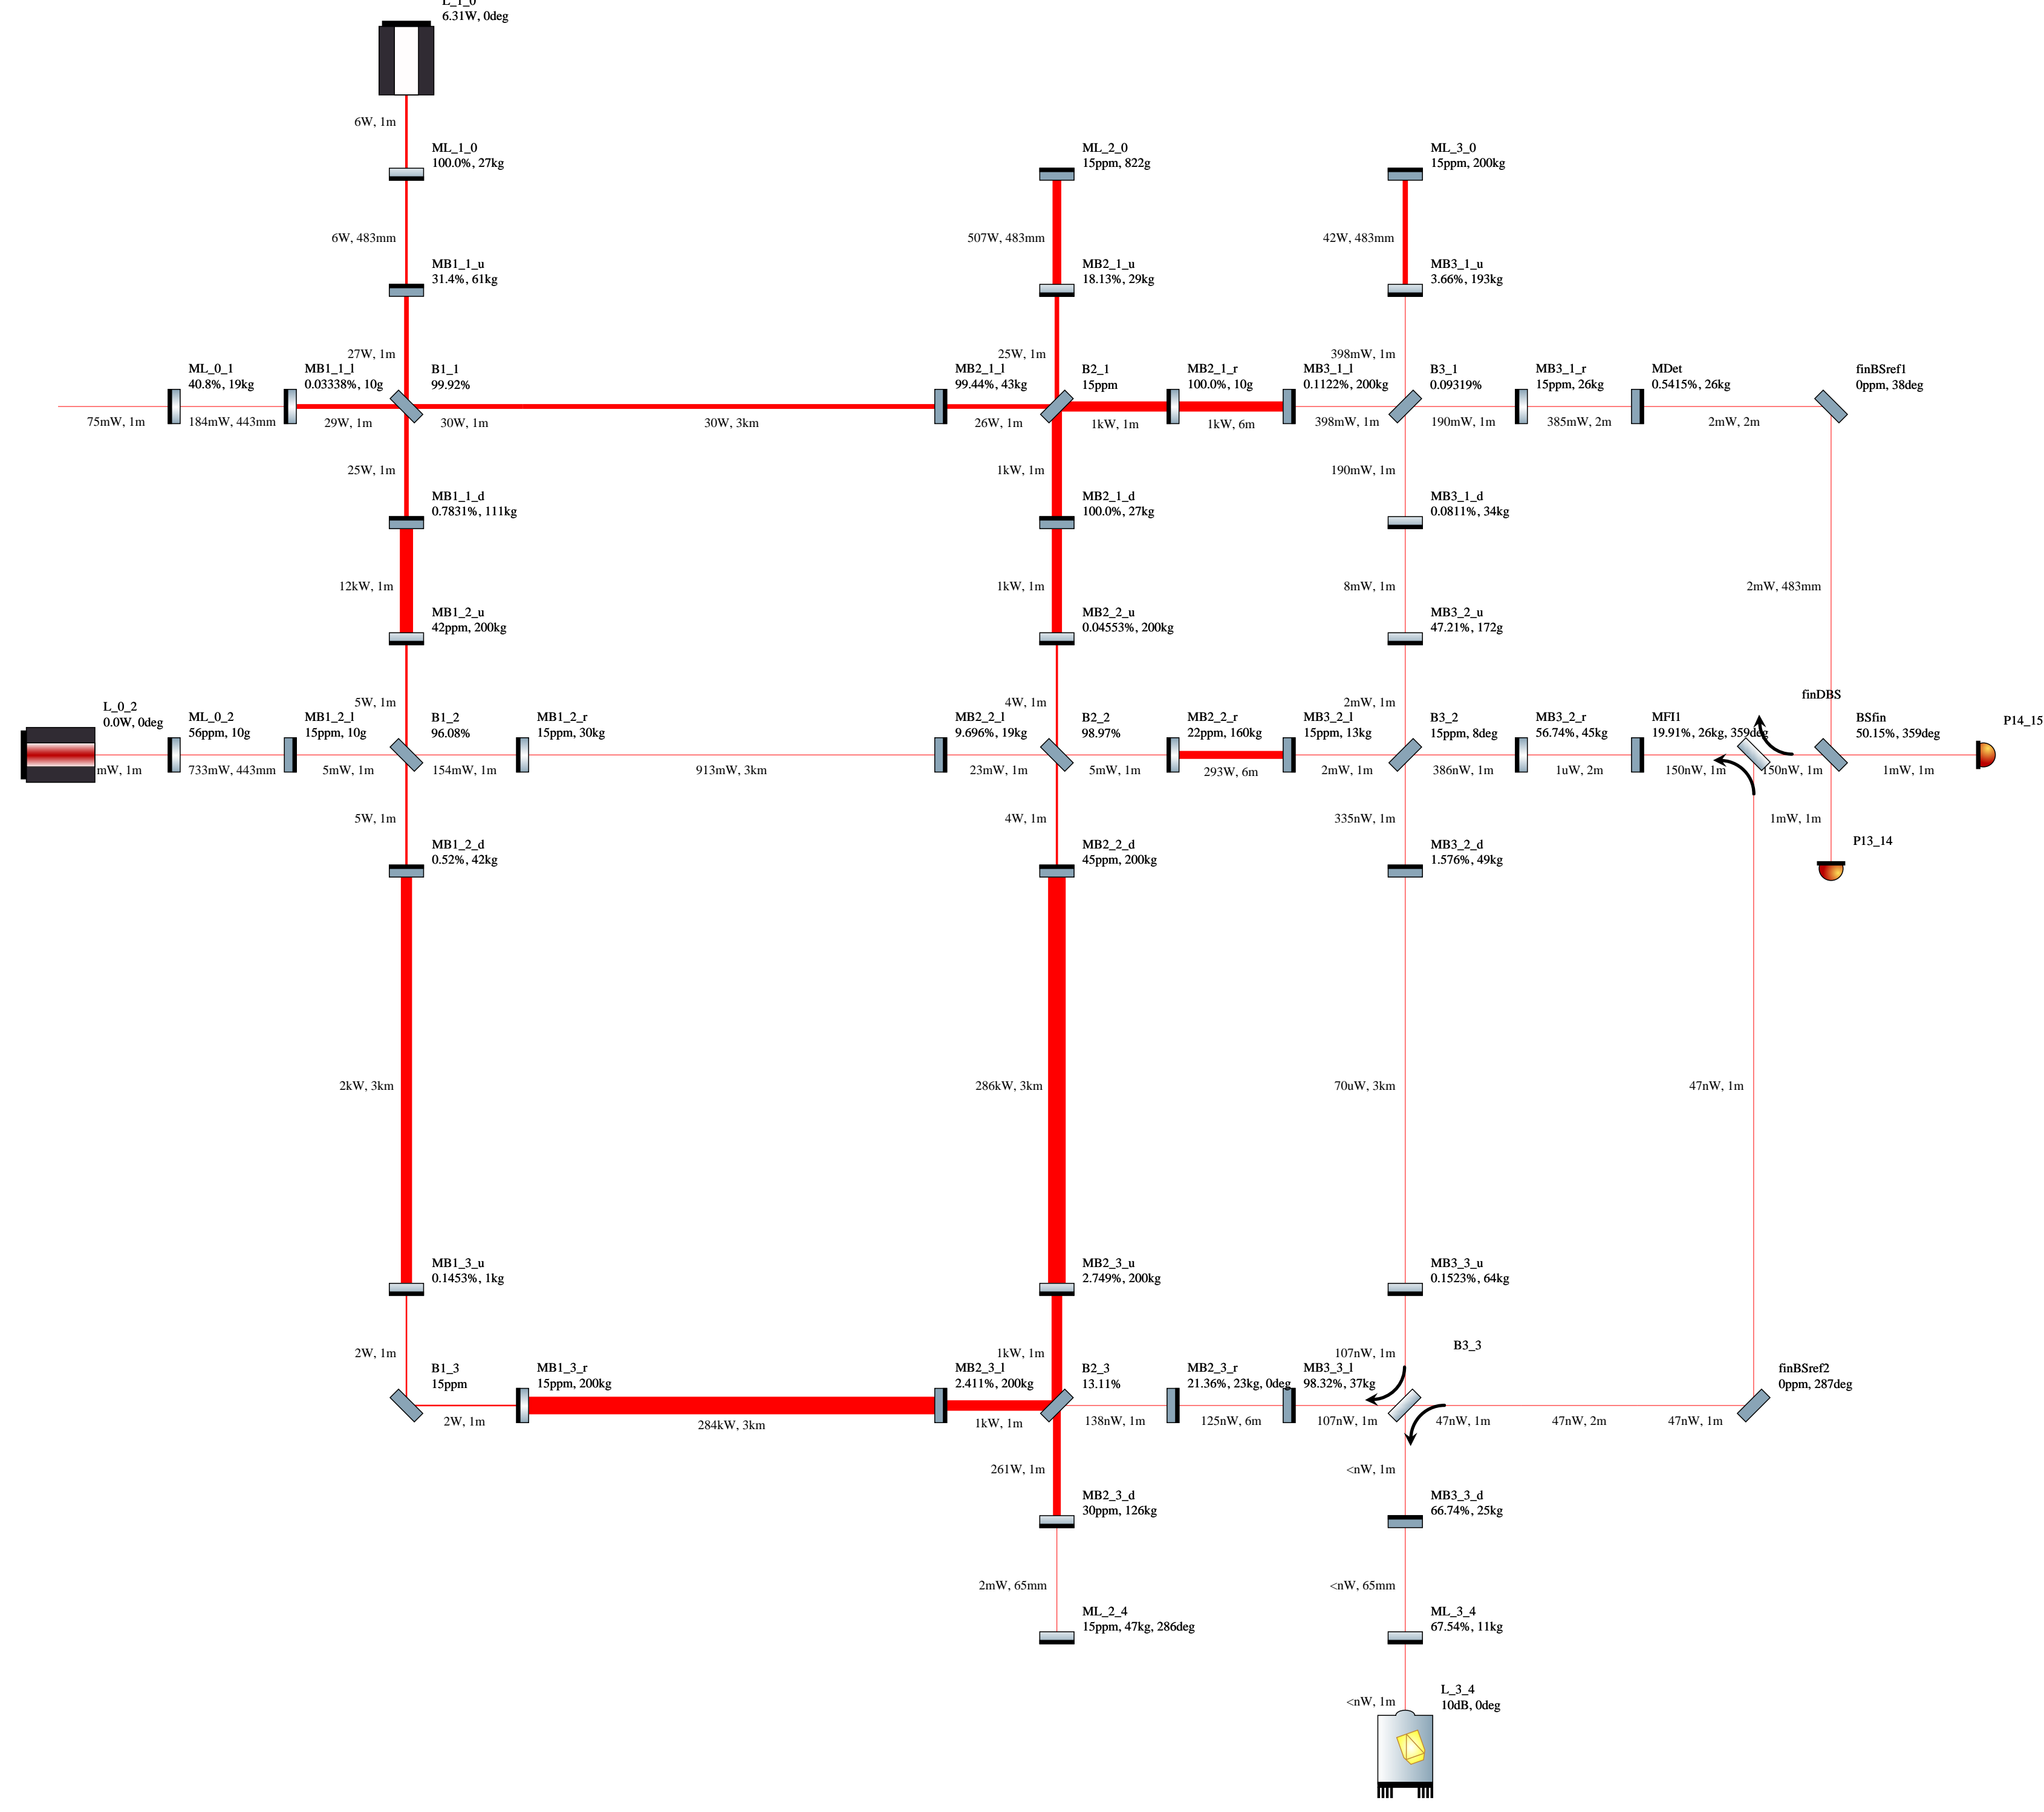 L_1_0
6.31W, 0deg
6W, 1m
ML_1_0
100.0%, 27kg
ML_2_0
15ppm, 822g
ML_3_0
15ppm, 200kg
6W, 483mm
507W, 483mm
42W, 483mm
MB1_1_u
31.4%, 61kg
MB2_1_u
18.13%, 29kg
MB3_1_u
3.66%, 193kg
27W, 1m
25W, 1m
398mW, 1m
ML_0_1
40.8%, 19kg
MB1_1_l
0.03338%, 10g
B1_1
99.92%
MB2_1_l
99.44%, 43kg
B2_1
15ppm
MB2_1_r
100.0%, 10g
MB3_1_l
0.1122%, 200kg
B3_1
0.09319%
MB3_1_r
15ppm, 26kg
MDet
0.5415%, 26kg
finBSref1
0ppm, 38deg
75mW, 1m
184mW, 443mm
29W, 1m
30W, 1m
30W, 3km
26W, 1m
1kW, 1m
1kW, 6m
398mW, 1m
190mW, 1m
385mW, 2m
2mW, 2m
25W, 1m
1kW, 1m
190mW, 1m
MB1_1_d
0.7831%, 111kg
MB2_1_d
100.0%, 27kg
MB3_1_d
0.0811%, 34kg
12kW, 1m
1kW, 1m
8mW, 1m
2mW, 483mm
MB1_2_u
42ppm, 200kg
MB2_2_u
0.04553%, 200kg
MB3_2_u
47.21%, 172g
5W, 1m
4W, 1m
2mW, 1m
finDBS
L_0_2
0.0W, 0deg
ML_0_2
56ppm, 10g
MB1_2_l
15ppm, 10g
B1_2
96.08%
MB1_2_r
15ppm, 30kg
MB2_2_l
9.696%, 19kg
B2_2
98.97%
MB2_2_r
22ppm, 160kg
MB3_2_l
15ppm, 13kg
B3_2
15ppm, 8deg
MB3_2_r
56.74%, 45kg
MFI1
19.91%, 26kg, 359deg
BSfin
50.15%, 359deg
P14_15
mW, 1m
733mW, 443mm
5mW, 1m
154mW, 1m
913mW, 3km
23mW, 1m
5mW, 1m
293W, 6m
2mW, 1m
386nW, 1m
1uW, 2m
150nW, 1m
150nW, 1m
1mW, 1m
5W, 1m
4W, 1m
335nW, 1m
1mW, 1m
P13_14
MB1_2_d
0.52%, 42kg
MB2_2_d
45ppm, 200kg
MB3_2_d
1.576%, 49kg
2kW, 3km
286kW, 3km
70uW, 3km
47nW, 1m
MB1_3_u
0.1453%, 1kg
MB2_3_u
2.749%, 200kg
MB3_3_u
0.1523%, 64kg
2W, 1m
1kW, 1m
107nW, 1m
B3_3
B1_3
15ppm
MB1_3_r
15ppm, 200kg
MB2_3_l
2.411%, 200kg
B2_3
13.11%
MB2_3_r
21.36%, 23kg, 0deg
MB3_3_l
98.32%, 37kg
finBSref2
0ppm, 287deg
2W, 1m
284kW, 3km
1kW, 1m
138nW, 1m
125nW, 6m
107nW, 1m
47nW, 1m
47nW, 2m
47nW, 1m
261W, 1m
<nW, 1m
MB2_3_d
30ppm, 126kg
MB3_3_d
66.74%, 25kg
2mW, 65mm
<nW, 65mm
ML_2_4
15ppm, 47kg, 286deg
ML_3_4
67.54%, 11kg
<nW, 1m
L_3_4
10dB, 0deg